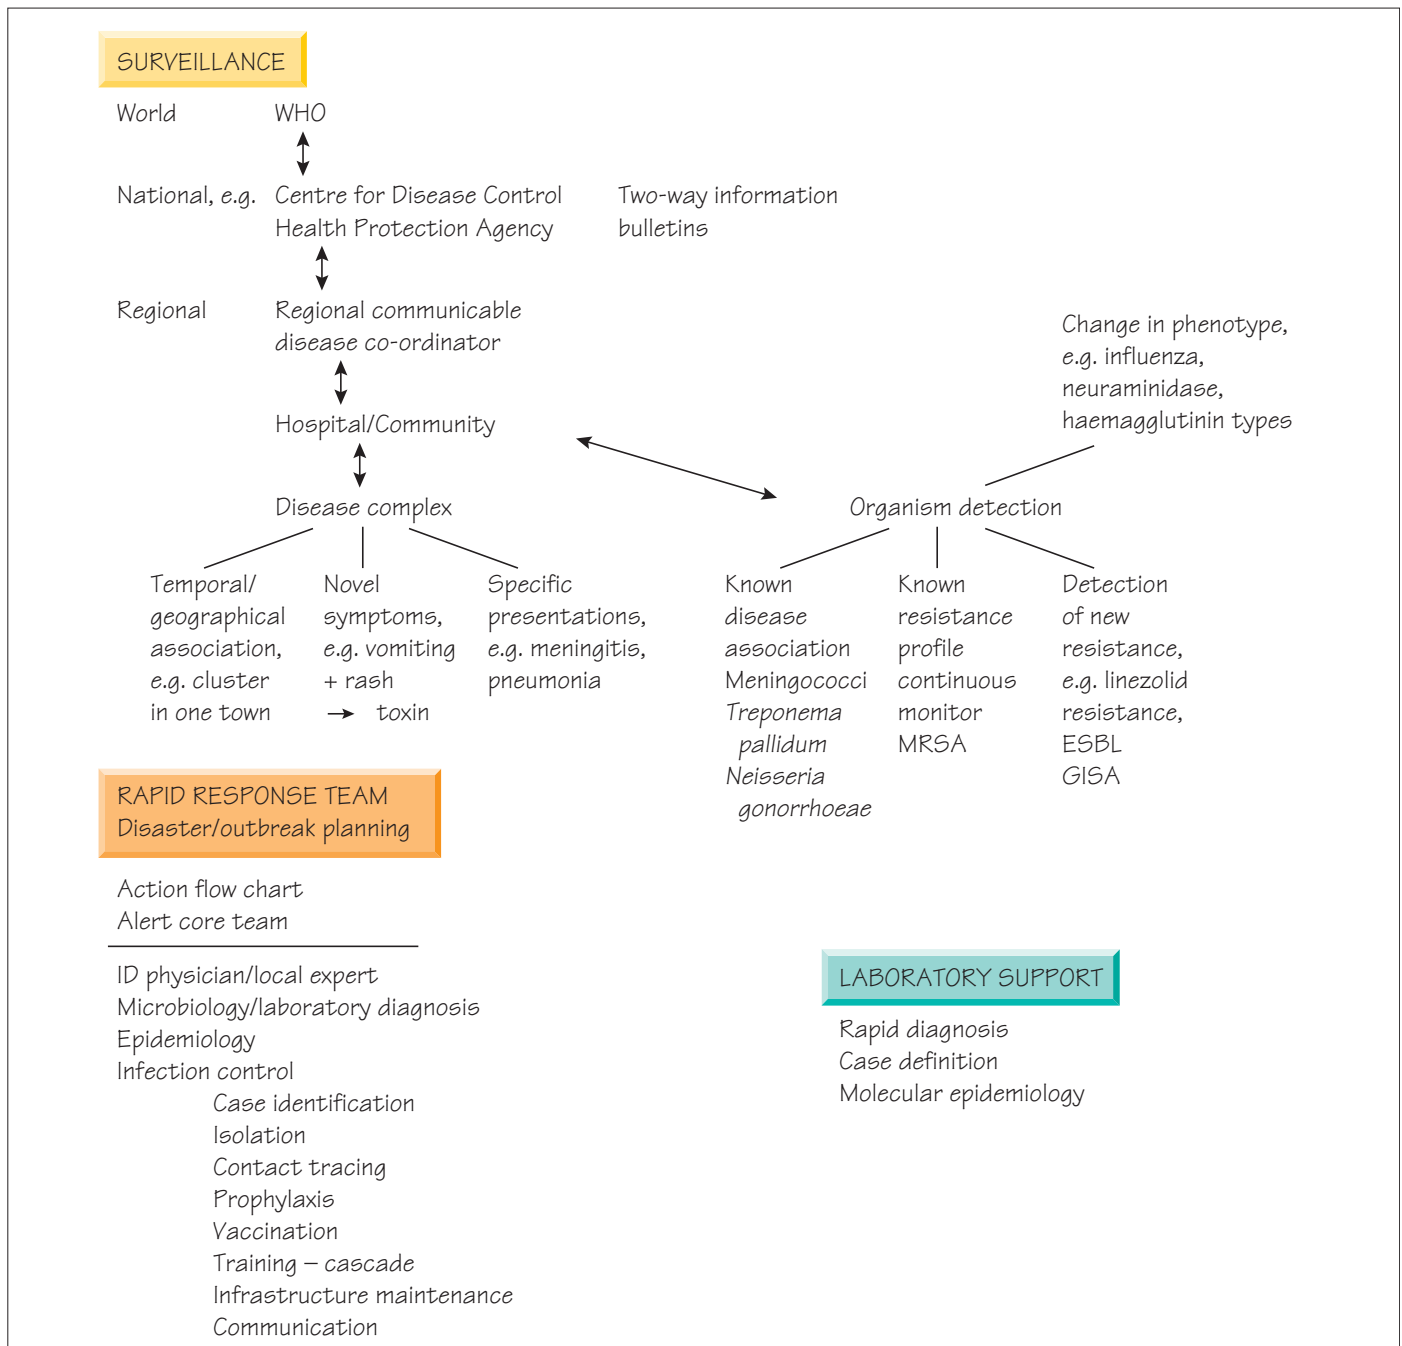 SURVEILLANCE
World WHO
National, e.g. Centre for Disease Control Two-way information
Health Protection Agency bulletins
Regional Regional communicable
disease co-ordinator
Hospital/Community
Change in phenotype,
e.g. influenza,
neuraminidase,
haemagglutinin types
Disease complex
Organism detection
Temporal/
geographical
association,
e.g. cluster
in one town
Novel
symptoms,
e.g. vomiting
+ rash
→ toxin
Specific
presentations,
e.g. meningitis,
pneumonia
Known
disease
association
Meningococci
Treponema
pallidum
Neisseria
gonorrhoeae
Known
resistance
profile
continuous
monitor
MRSA
Detection
of new
resistance,
e.g. linezolid
resistance,
ESBL
GISA
RAPID RESPONSE TEAM
Disaster/outbreak planning
Action flow chart
Alert core team
ID physician/local expert
Microbiology/laboratory diagnosis
Epidemiology
Infection control
Case identification
Isolation
Contact tracing
Prophylaxis
Vaccination
Training – cascade
Infrastructure maintenance
Communication
LABORATORY SUPPORT
Rapid diagnosis
Case definition
Molecular epidemiology